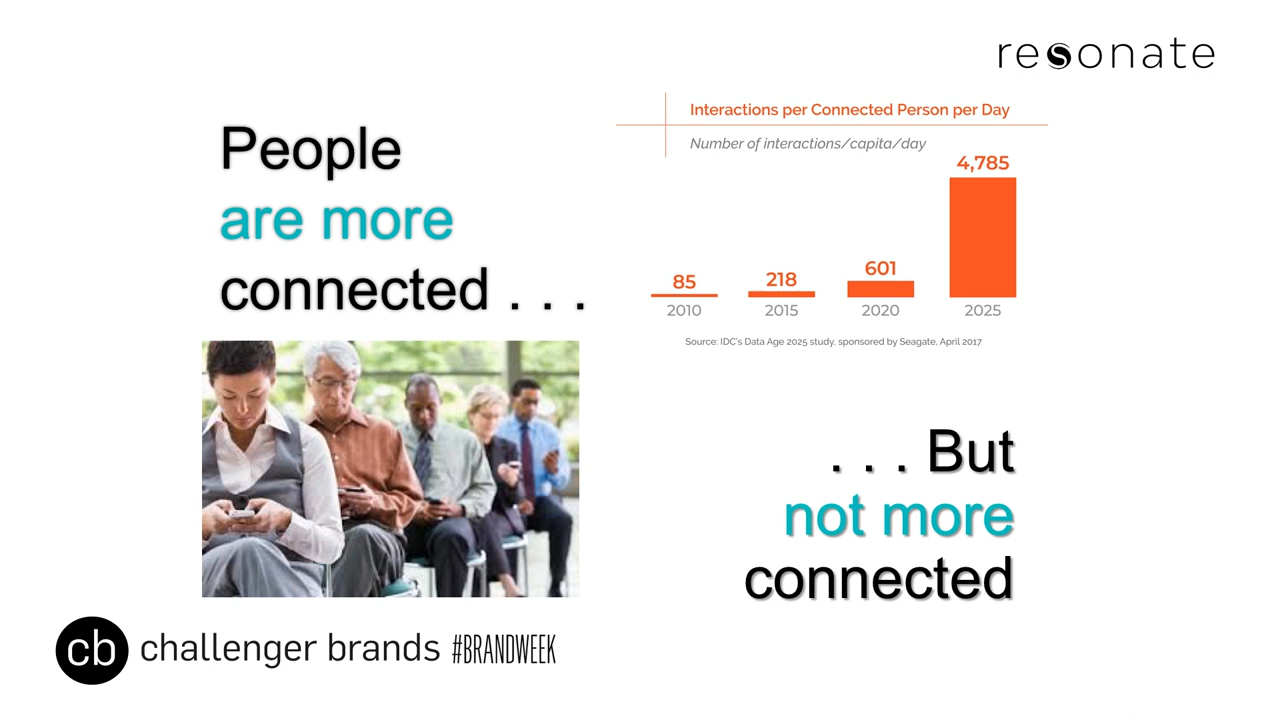 resonate
People
are more
connected . . .
Interactions per Connected Person per Day
Number of interactions/capita/day
4,785
601
218
85
2010 2015 2020 2025
Source: IDC's Data Age 2025 study, sponsored by Seagate, April 2017
. . . But
not more
connected
cb challenger brands #BRANDWEEK